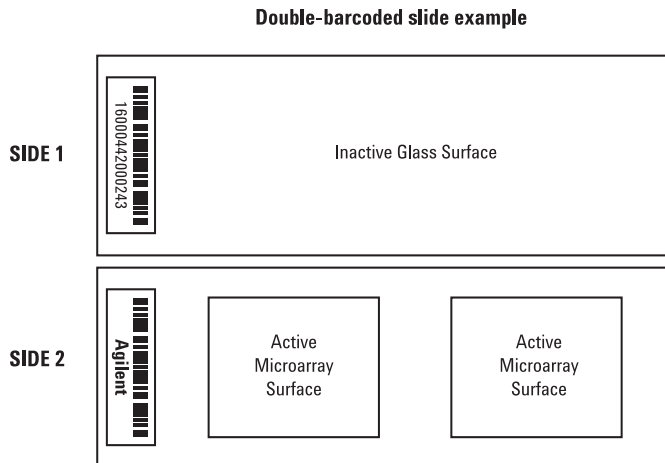 Double-barcoded slide example
SIDE 1
16000442000243
Inactive Glass Surface
SIDE 2
Agilent
Active
Microarray
Surface
Active
Microarray
Surface